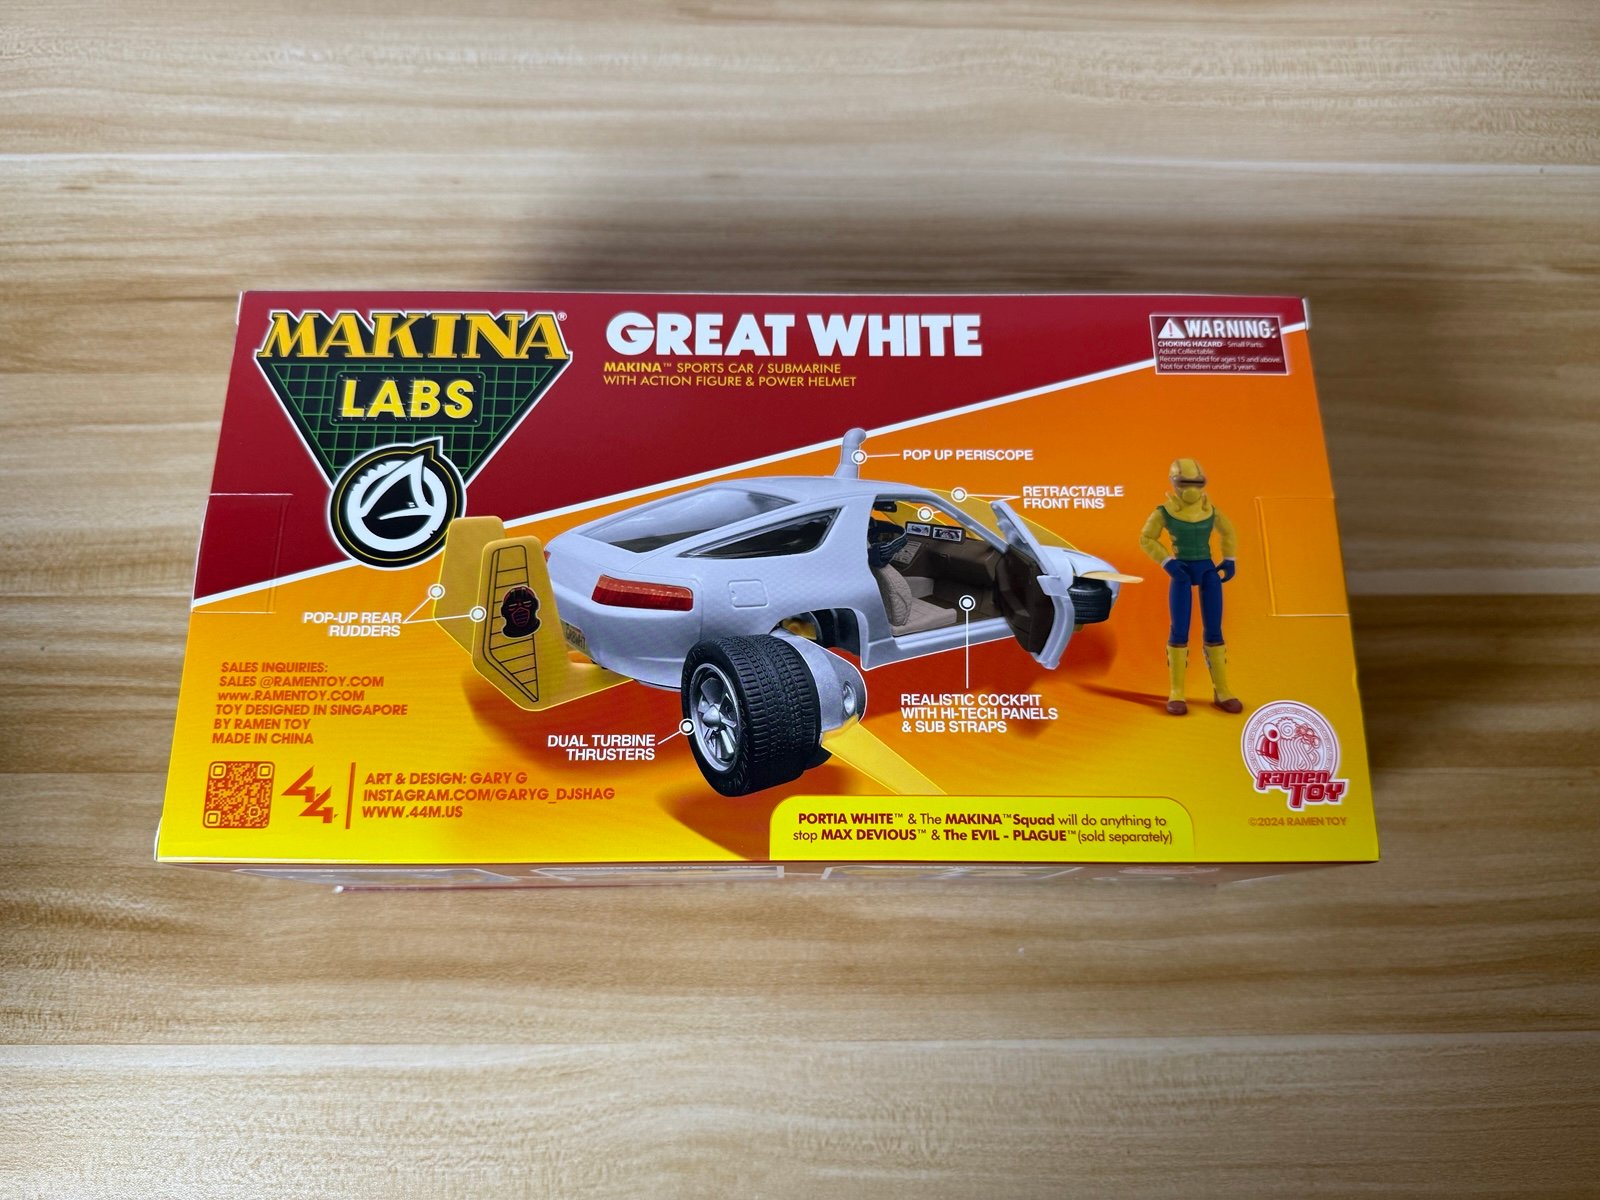 MAKINA®
LABS
GREAT WHITE
MAKINA™ SPORTS CAR / SUBMARINE
WITH ACTION FIGURE & POWER HELMET
WARNING:
CHOKING HAZARD - Small Parts.
Adult Collectable.
Recommended for ages 15 and above.
Not for children under 3 years.
POP UP PERISCOPE
RETRACTABLE
FRONT FINS
POP-UP REAR
RUDDERS
REALISTIC COCKPIT
WITH HI-TECH PANELS
& SUB STRAPS
DUAL TURBINE
THRUSTERS
SALES INQUIRIES:
SALES @RAMENTOY.COM
WWW.RAMENTOY.COM
TOY DESIGNED IN SINGAPORE
BY RAMEN TOY
MADE IN CHINA
44
ART & DESIGN: GARY G
INSTAGRAM.COM/GARYG_DJSHAG
WWW.44M.US
PORTIA WHITE™ & The MAKINA™ Squad will do anything to
stop MAX DEVIOUS™ & The EVIL - PLAGUE™ (sold separately)
Ramen
TOY
©2024 RAMEN TOY